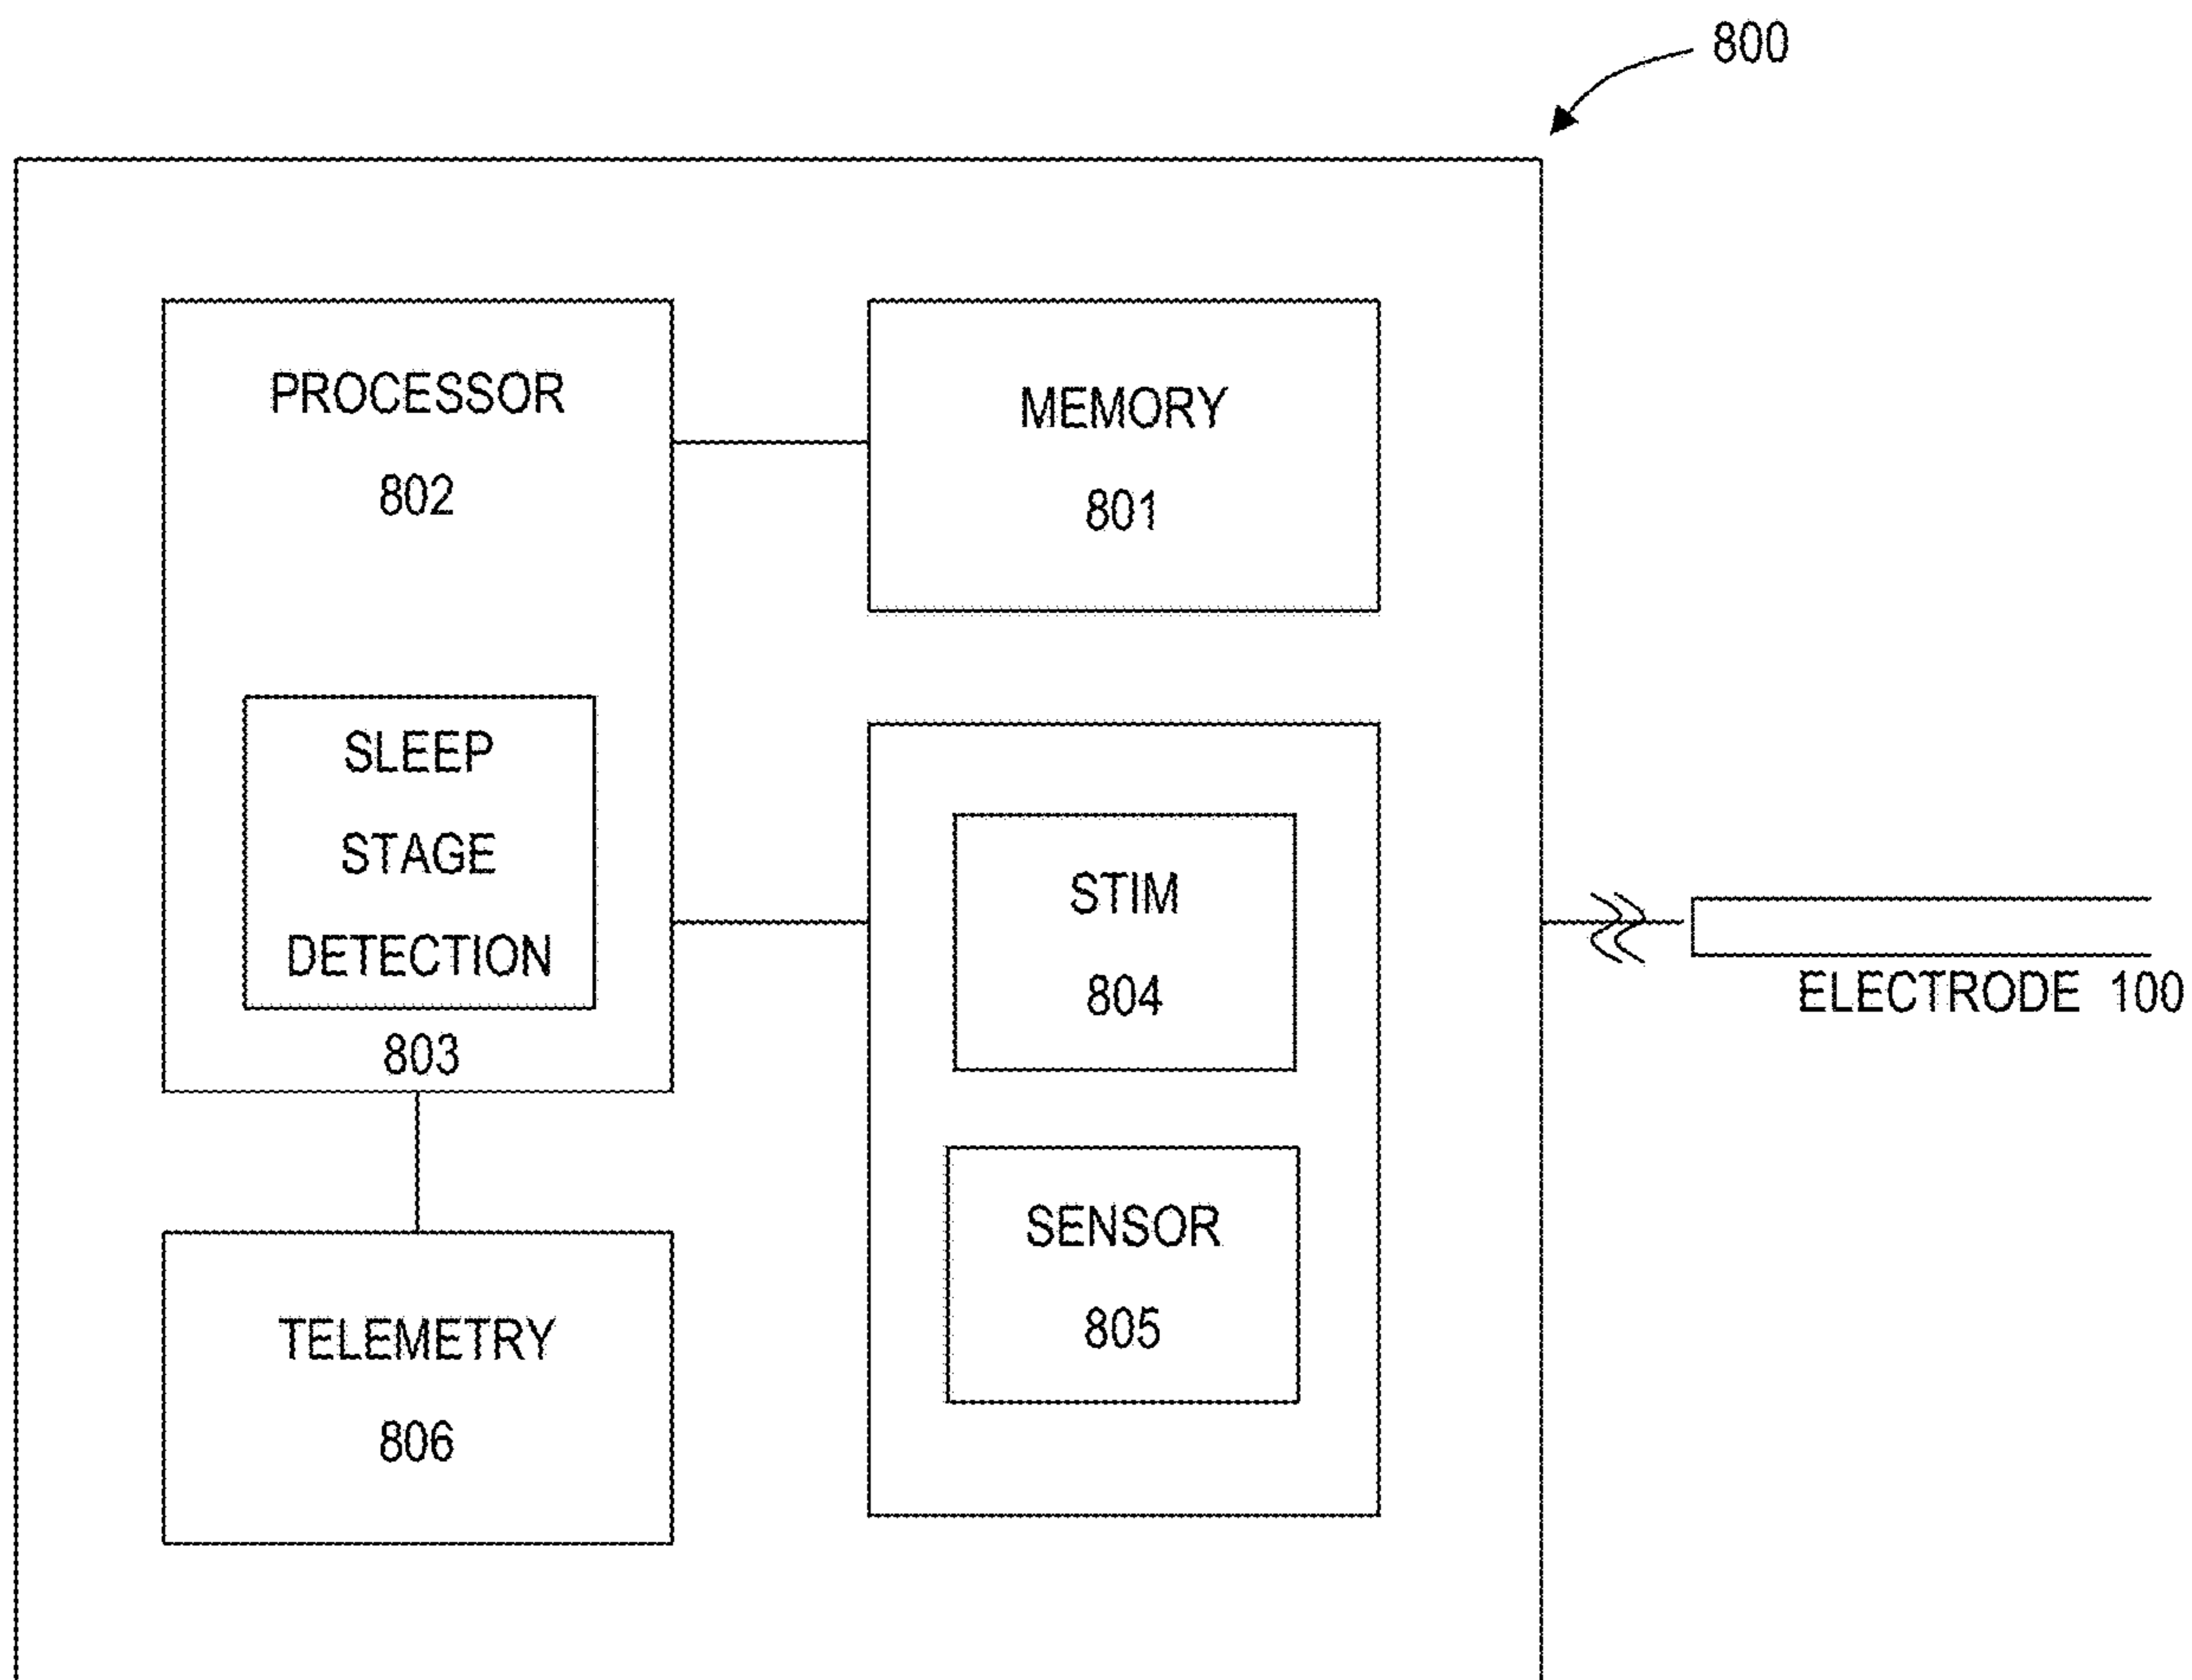 800
PROCESSOR
802
MEMORY
801
SLEEP
STAGE
DETECTION
803
STIM
804
SENSOR
805
ELECTRODE 100
TELEMETRY
806